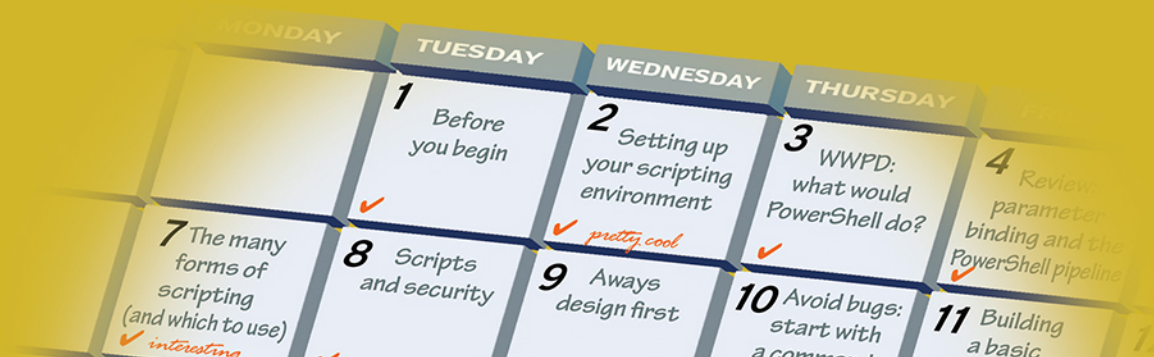 MONDAY
TUESDAY
WEDNESDAY
THURSDAY
1
Before
you begin
2
Setting up
your scripting
environment
pretty cool
3
WWPD:
what would
PowerShell do?
4
Review:
parameter
binding and the
PowerShell pipeline
7
The many
forms of
scripting
(and which to use)
interesting
8
Scripts
and security
9
Aways
design first
10
Avoid bugs:
start with
a command
11
Building
a basic